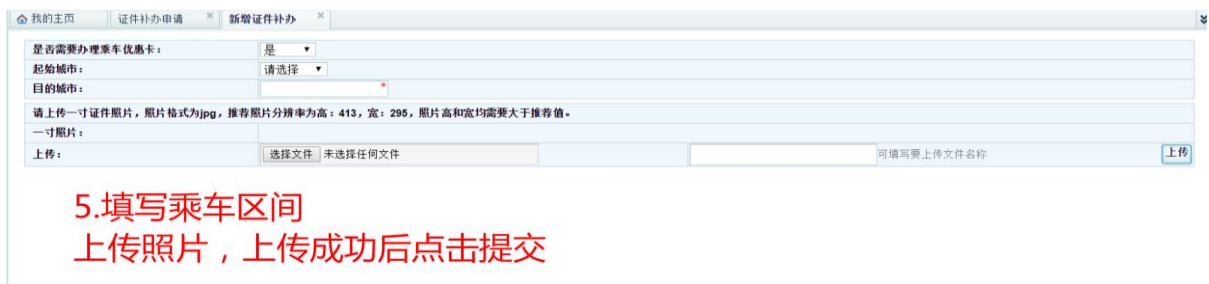 我的主页 证件补办申请 × 新增证件补办 ×
是否需要办理乘车优惠卡： 是
起始城市： 请选择
目的城市： *
请上传一寸证件照片，照片格式为jpg，推荐照片分辨率为高：413，宽：295，照片高和宽均需要大于推荐值。
一寸照片：
上传： 选择文件 未选择任何文件 可填写要上传文件名称 上传
5.填写乘车区间
上传照片，上传成功后点击提交